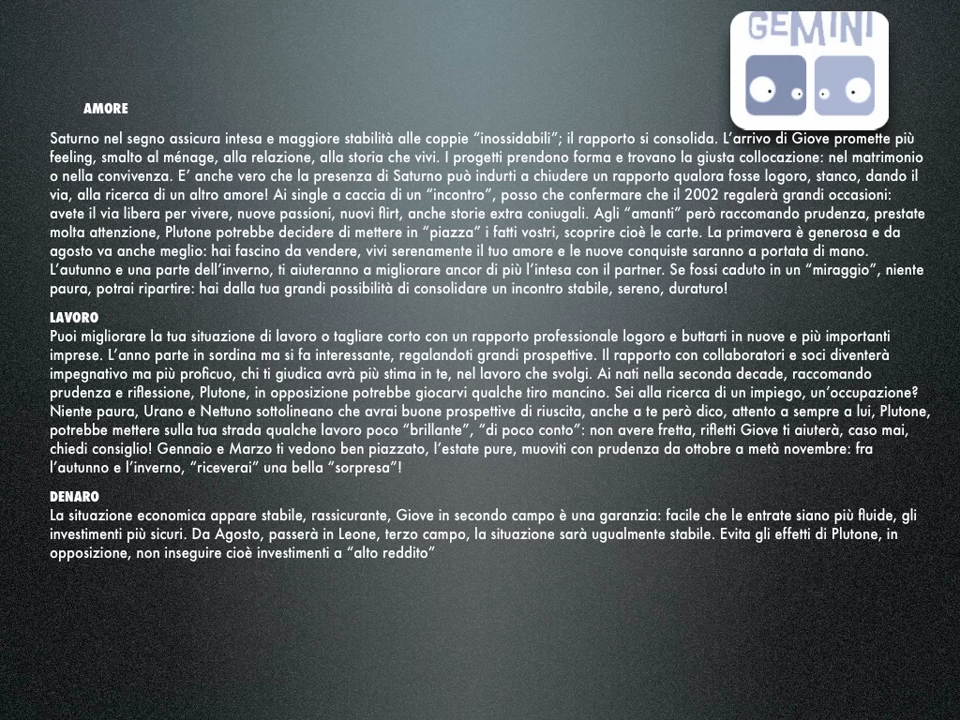 GEMINI
AMORE
Saturno nel segno assicura intesa e maggiore stabilità alle coppie “inossidabili”; il rapporto si consolida. L’arrivo di Giove promette più
feeling, smalto al ménage, alla relazione, alla storia che vivi. I progetti prendono forma e trovano la giusta collocazione: nel matrimonio
o nella convivenza. E’ anche vero che la presenza di Saturno può indurti a chiudere un rapporto qualora fosse logoro, stanco, dando il
via, alla ricerca di un altro amore! Ai single a caccia di un “incontro”, posso che confermare che il 2002 regalerà grandi occasioni:
avete il via libera per vivere, nuove passioni, nuovi flirt, anche storie extra coniugali. Agli “amanti” però raccomando prudenza, prestate
molta attenzione, Plutone potrebbe decidere di mettere in “piazza” i fatti vostri, scoprire cioè le carte. La primavera è generosa e da
agosto va anche meglio: hai fascino da vendere, vivi serenamente il tuo amore e le nuove conquiste saranno a portata di mano.
L’autunno e una parte dell’inverno, ti aiuteranno a migliorare ancor di più l’intesa con il partner. Se fossi caduto in un “miraggio”, niente
paura, potrai ripartire: hai dalla tua grandi possibilità di consolidare un incontro stabile, sereno, duraturo!
LAVORO
Puoi migliorare la tua situazione di lavoro o tagliare corto con un rapporto professionale logoro e buttarti in nuove e più importanti
imprese. L’anno parte in sordina ma si fa interessante, regalandoti grandi prospettive. Il rapporto con collaboratori e soci diventerà
impegnativo ma più proficuo, chi ti giudica avrà più stima in te, nel lavoro che svolgi. Ai nati nella seconda decade, raccomando
prudenza e riflessione, Plutone, in opposizione potrebbe giocarvi qualche tiro mancino. Sei alla ricerca di un impiego, un’occupazione?
Niente paura, Urano e Nettuno sottolineano che avrai buone prospettive di riuscita, anche a te però dico, attento a sempre a lui, Plutone,
potrebbe mettere sulla tua strada qualche lavoro poco “brillante”, “di poco conto”: non avere fretta, rifletti Giove ti aiuterà, caso mai,
chiedi consiglio! Gennaio e Marzo ti vedono ben piazzato, l’estate pure, muoviti con prudenza da ottobre a metà novembre: fra
l’autunno e l’inverno, “riceverai” una bella “sorpresa”!
DENARO
La situazione economica appare stabile, rassicurante, Giove in secondo campo è una garanzia: facile che le entrate siano più fluide, gli
investimenti più sicuri. Da Agosto, passerà in Leone, terzo campo, la situazione sarà ugualmente stabile. Evita gli effetti di Plutone, in
opposizione, non inseguire cioè investimenti a “alto reddito”